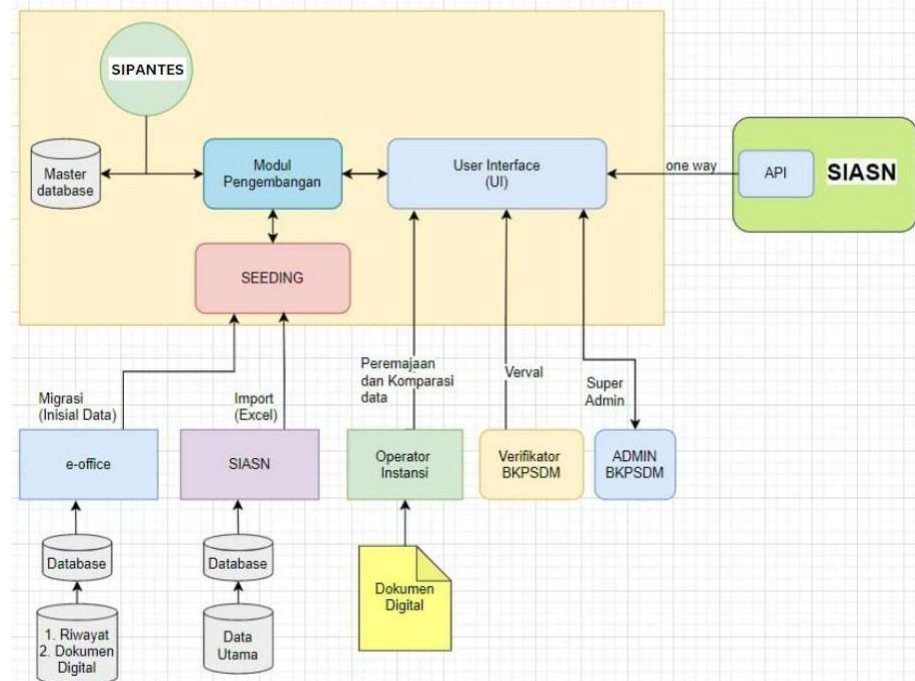 SIPANTES
Master
database
Modul
Pengembangan
User Interface
(UI)
one way
API
SIASN
SEEDING
Migrasi
(Inisial Data)
Import
(Excel)
Peremajaan
dan Komparasi
data
Verval
Super
Admin
e-office
SIASN
Operator
Instansi
Verifikator
BKPSDM
ADMIN
BKPSDM
Database
Database
Dokumen
Digital
1. Riwayat
2. Dokumen
Digital
Data
Utama